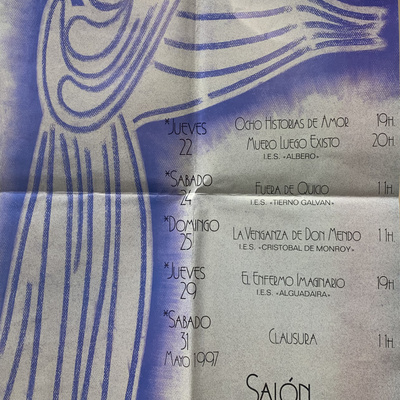 *JUEVES OCHO HISTORIAS DE AMOR 19H.
22 MUERO LUEGO EXISTO 20H
I.E.S. «ALBERO»
*SABADO
24 FUERA DE QUICIO 11H.
I.E.S. «TIERNO GALVAN»
*DOMINGO
25 LA VENGANZA DE DON MENDO 11H.
I.E.S. «CRISTOBAL DE MONROY»
*JUEVES
29 EL ENFERMO IMAGINARIO 19H.
I.E.S. «ALGUADAIRA»
*SABADO
31 CLAUSURA 11H.
MAYO 1997
SALÓN